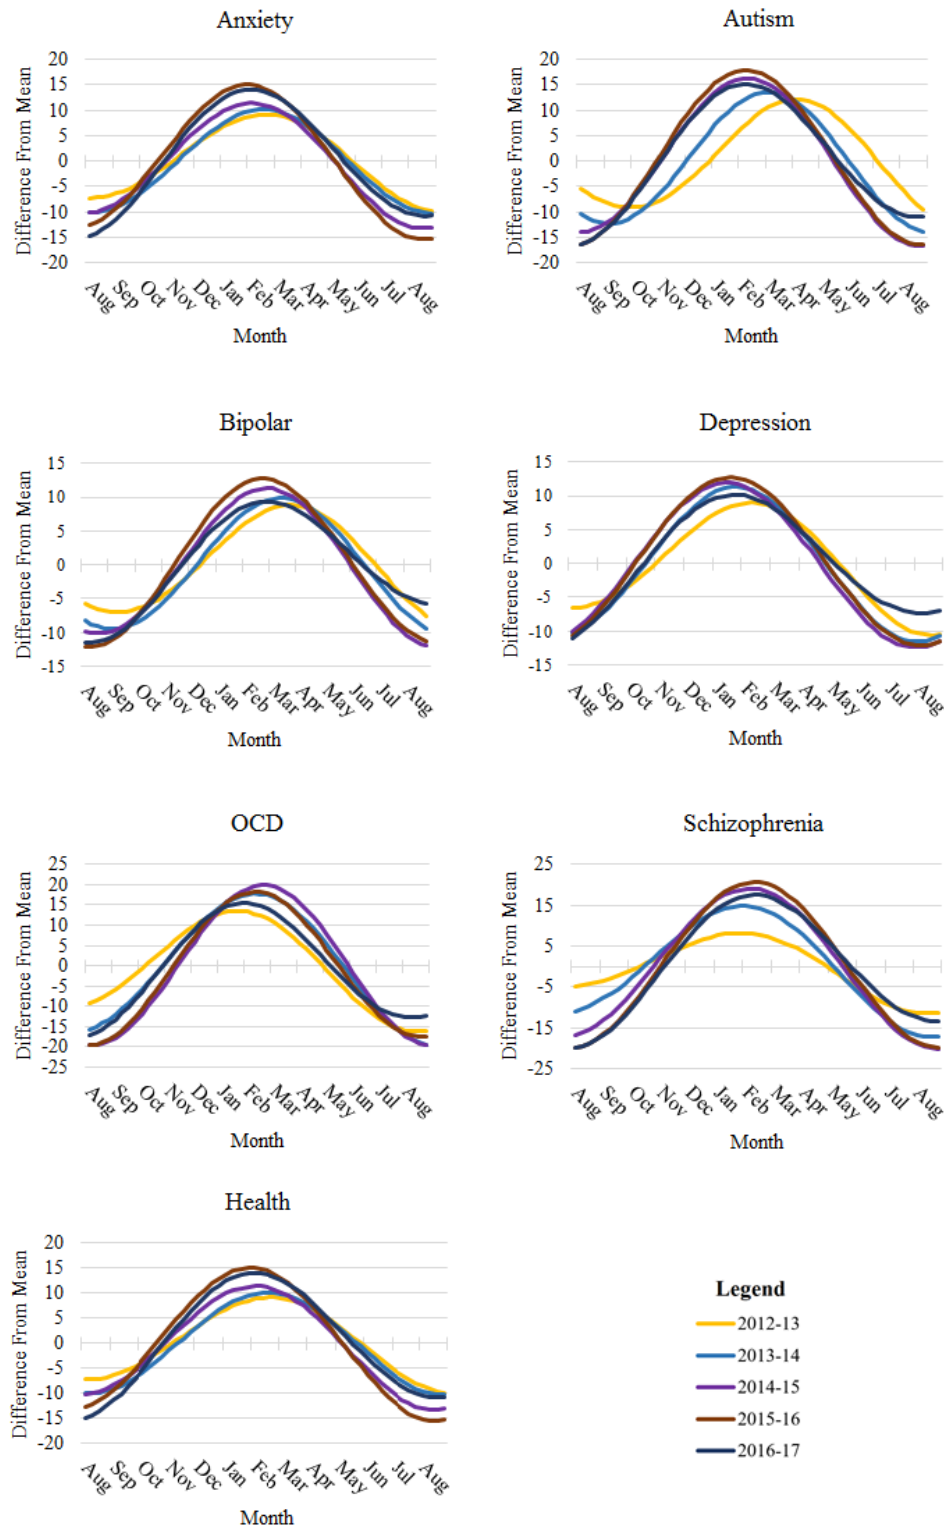 Anxiety
Difference From Mean
20
15
10
5
0
-5
-10
-15
-20
Aug Sep Oct Nov Dec Jan Feb Mar Apr May Jun Jul Aug
Month
Autism
Difference From Mean
20
15
10
5
0
-5
-10
-15
-20
Aug Sep Oct Nov Dec Jan Feb Mar Apr May Jun Jul Aug
Month
Bipolar
Difference From Mean
15
10
5
0
-5
-10
-15
Aug Sep Oct Nov Dec Jan Feb Mar Apr May Jun Jul Aug
Month
Depression
Difference From Mean
15
10
5
0
-5
-10
-15
Aug Sep Oct Nov Dec Jan Feb Mar Apr May Jun Jul Aug
Month
OCD
Difference From Mean
25
20
15
10
5
0
-5
-10
-15
-20
-25
Aug Sep Oct Nov Dec Jan Feb Mar Apr May Jun Jul Aug
Month
Schizophrenia
Difference From Mean
25
15
5
-5
-15
-25
Aug Sep Oct Nov Dec Jan Feb Mar Apr May Jun Jul Aug
Month
Health
Difference From Mean
20
15
10
5
0
-5
-10
-15
-20
Aug Sep Oct Nov Dec Jan Feb Mar Apr May Jun Jul Aug
Month
Legend
2012-13
2013-14
2014-15
2015-16
2016-17